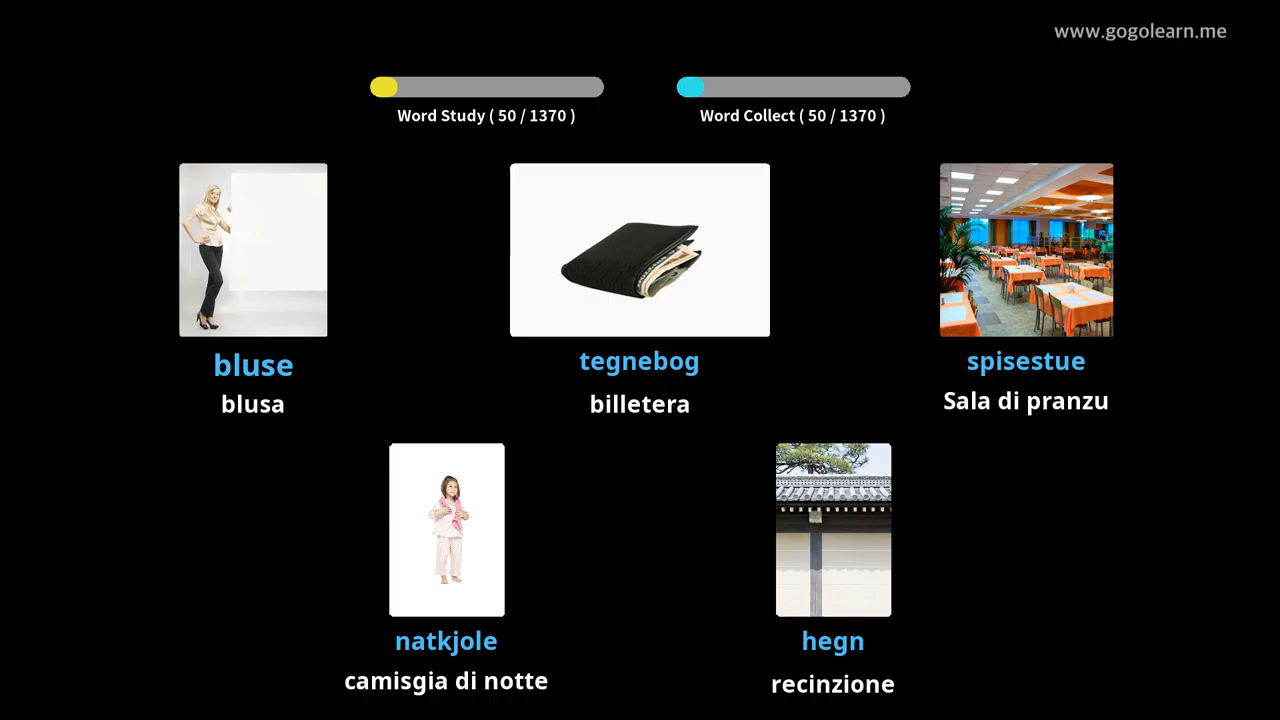 www.gogolearn.me
Word Study ( 50 / 1370 )
Word Collect ( 50 / 1370 )
bluse
blusa
tegnebog
billetera
spisestue
Sala di pranzu
natkjole
camisgia di notte
hegn
recinzione